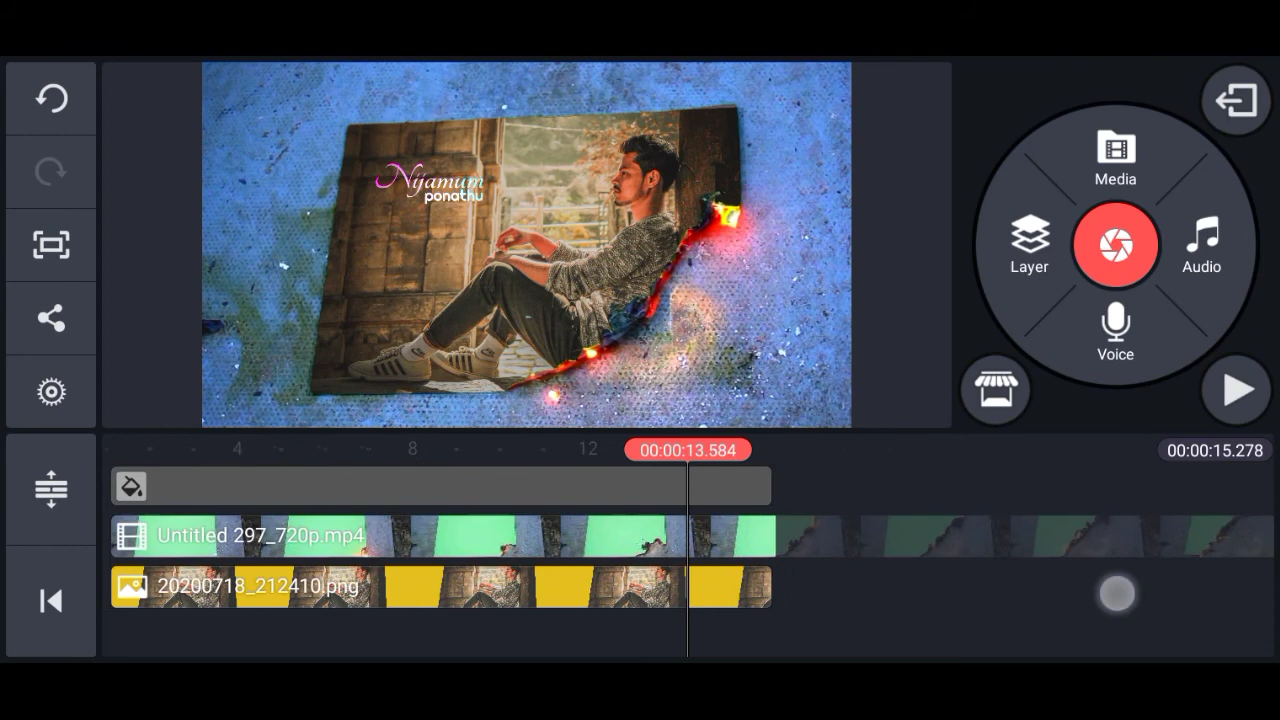 Nijamum
ponathu
Media
Layer
Audio
Voice
4
8
12
00:00:13.584
00:00:15.278
Untitled 297_720p.mp4
20200718_212410.png